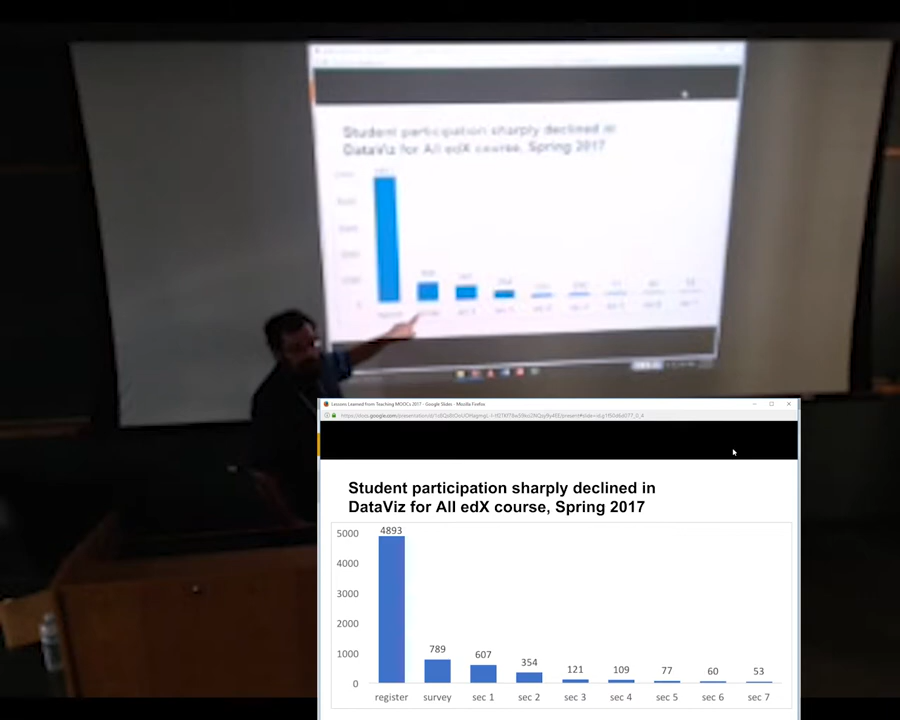 Student participation sharply declined in
DataViz for All edX course, Spring 2017
Lessons Learned from Teaching MOOCs 2017 - Google Slides - Mozilla Firefox
Student participation sharply declined in
DataViz for All edX course, Spring 2017
5000
4893
4000
3000
2000
1000
789
607
354
121
109
77
60
53
0
register survey sec 1 sec 2 sec 3 sec 4 sec 5 sec 6 sec 7